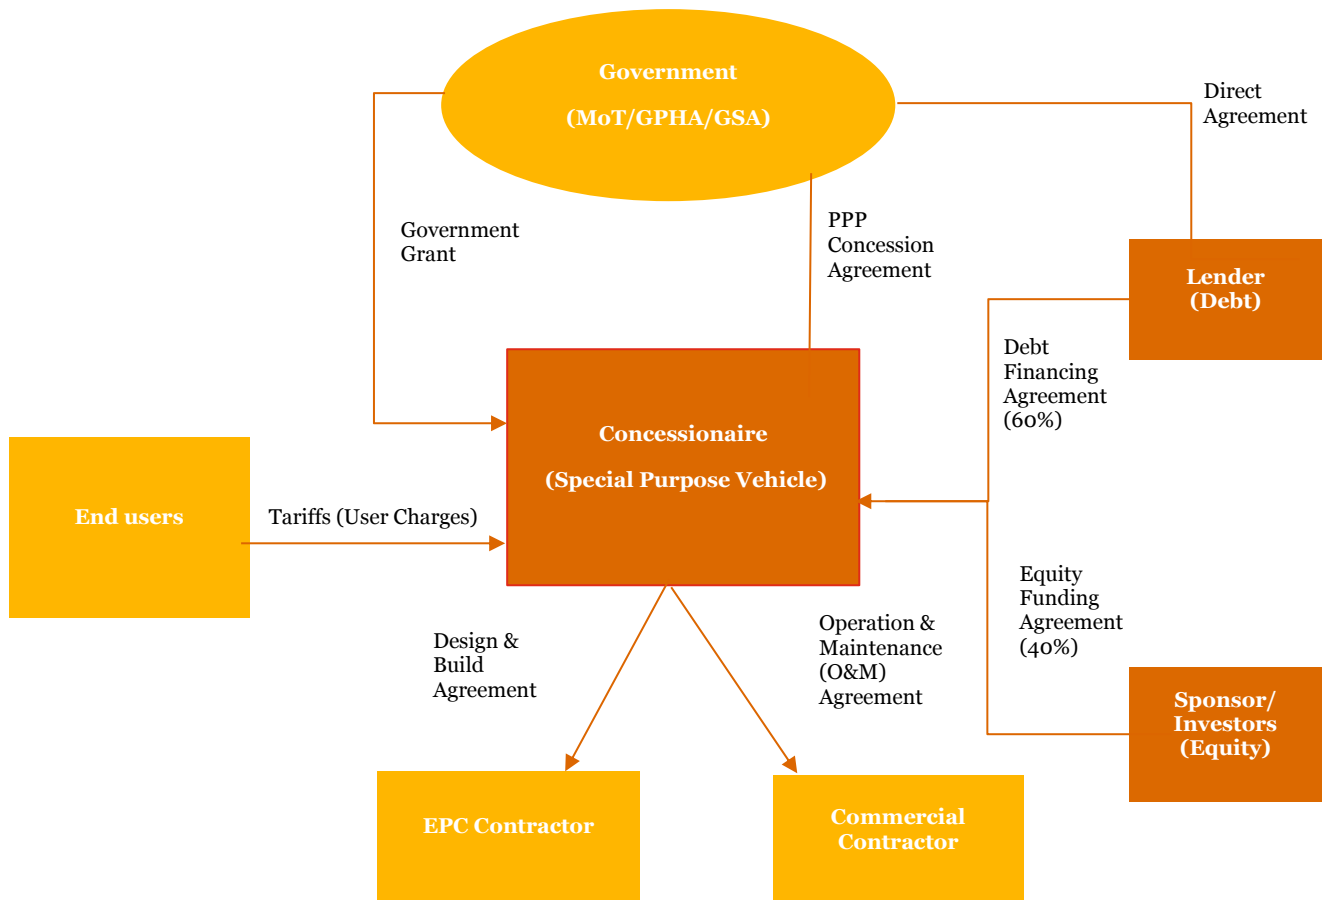 Government
(MoT/GPHA/GSA)
Direct
Agreement
Government
Grant
PPP
Concession
Agreement
Lender
(Debt)
Debt
Financing
Agreement
(60%)
Concessionaire
(Special Purpose Vehicle)
End users
Tariffs (User Charges)
Equity
Funding
Agreement
(40%)
Design &
Build
Agreement
Operation &
Maintenance
(O&M)
Agreement
Sponsor/
Investors
(Equity)
EPC Contractor
Commercial
Contractor